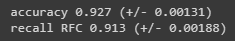 accuracy 0.927 (+/- 0.00131)
recall RFC 0.913 (+/- 0.00188)